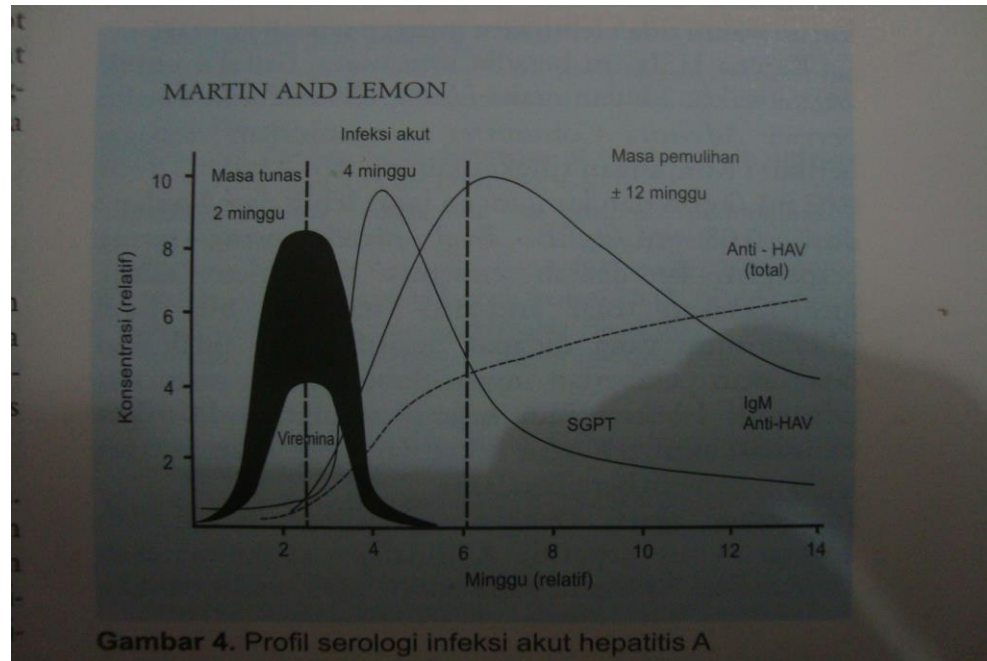 MARTIN AND LEMON
Infeksi akut
4 minggu
Masa tunas
2 minggu
Masa pemulihan
± 12 minggu
Anti - HAV
(total)
Konsentrasi (relatif)
10
8
6
4
2
Viremina
SGPT
IgM
Anti-HAV
2
4
6
8
10
12
14
Minggu (relatif)
Gambar 4. Profil serologi infeksi akut hepatitis A